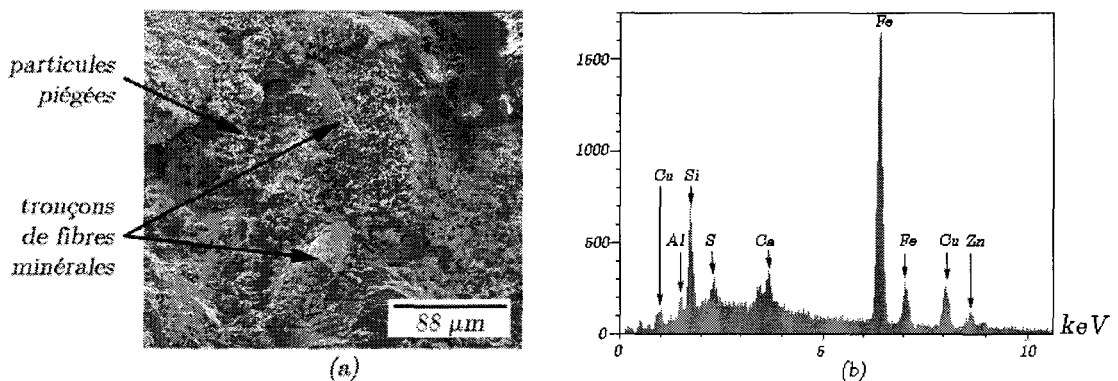 particules
piégées
tronçons
de fibres
minérales
88 μm
(a)
1500
1000
500
0
Cu
Si
Al
S
Ca
Fe
Fe
Cu
Zn
0
5
10
keV
(b)